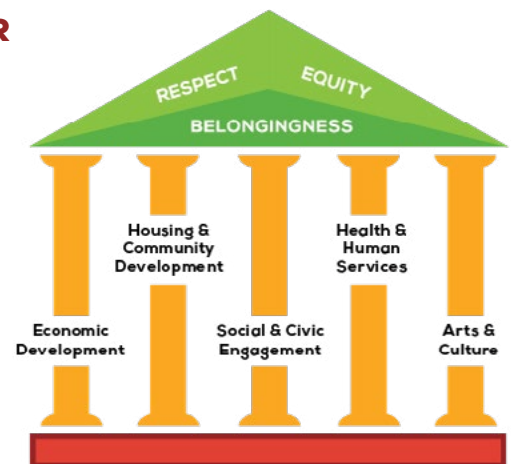 R
RESPECT
EQUITY
BELONGINGNESS
Housing &
Community
Development
Health &
Human
Services
Economic
Development
Social & Civic
Engagement
Arts &
Culture